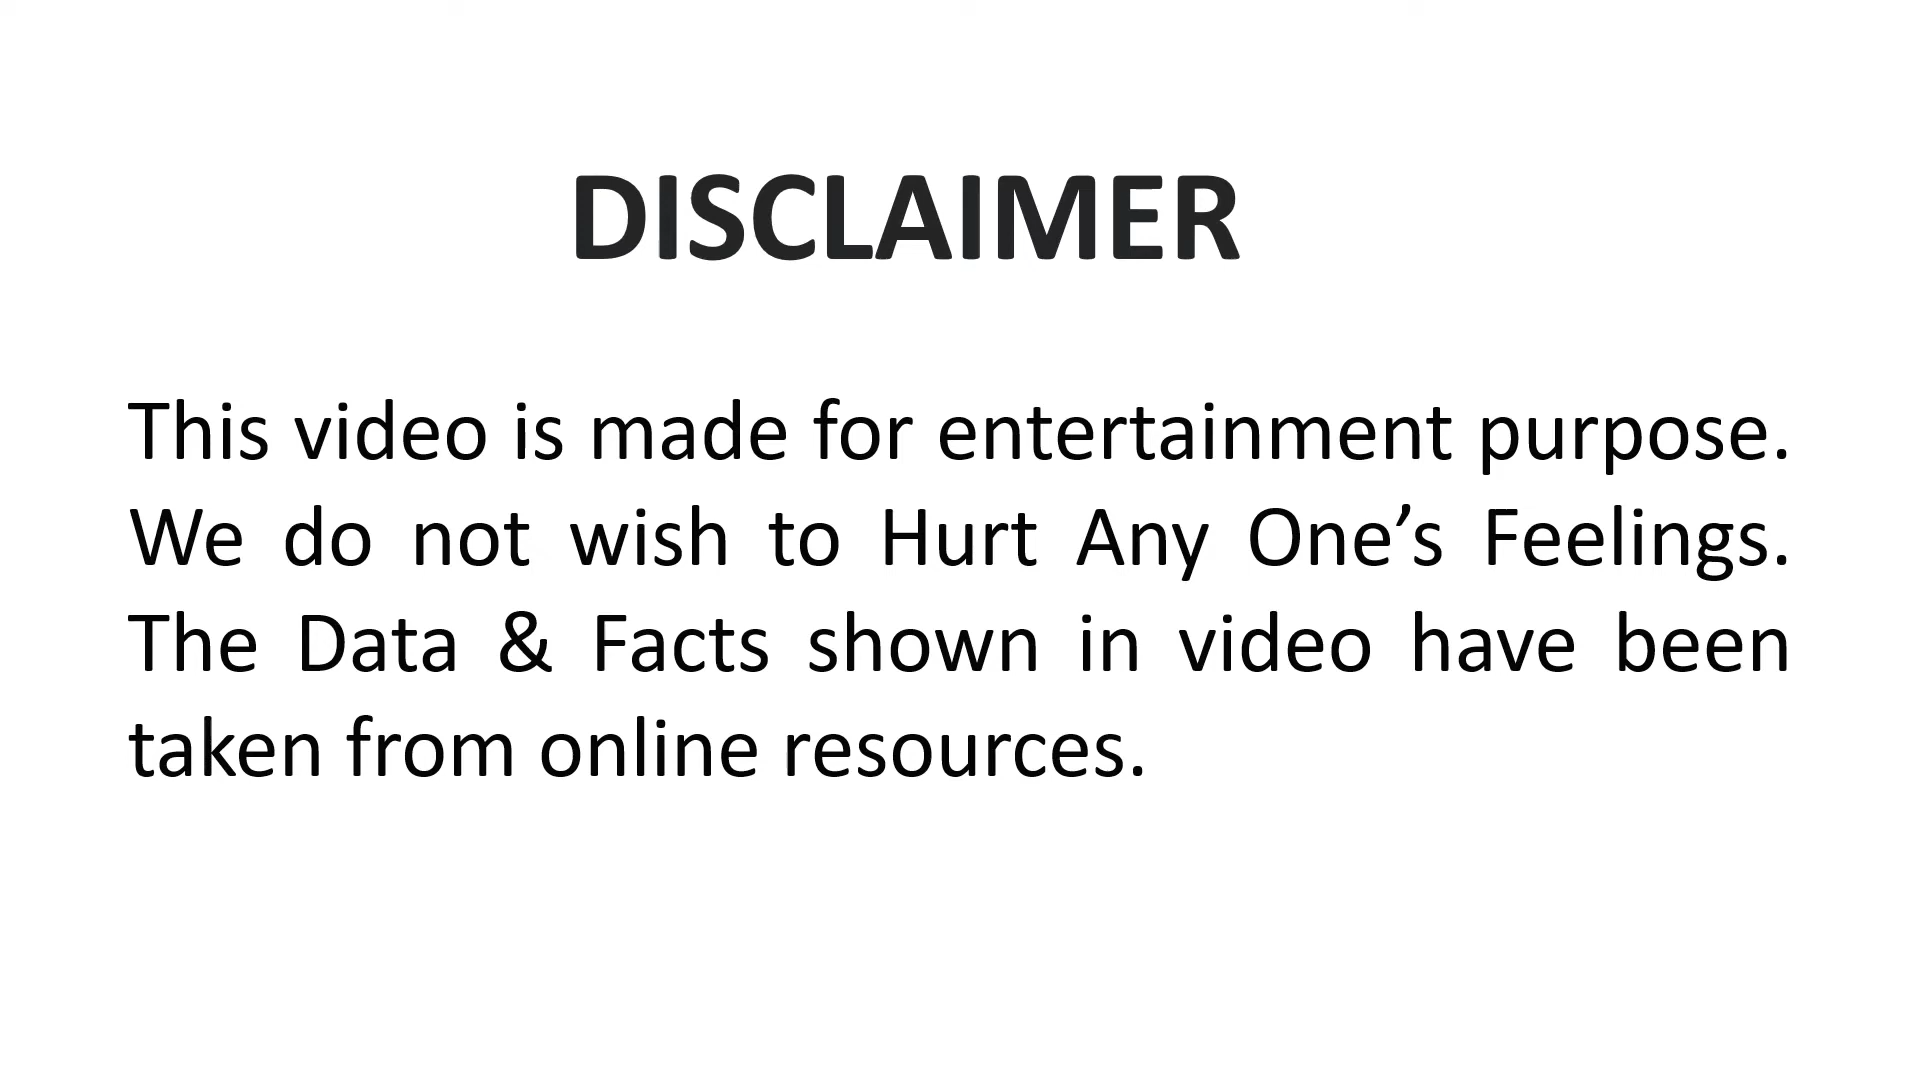 DISCLAIMER
This video is made for entertainment purpose.
We do not wish to Hurt Any One’s Feelings.
The Data & Facts shown in video have been
taken from online resources.